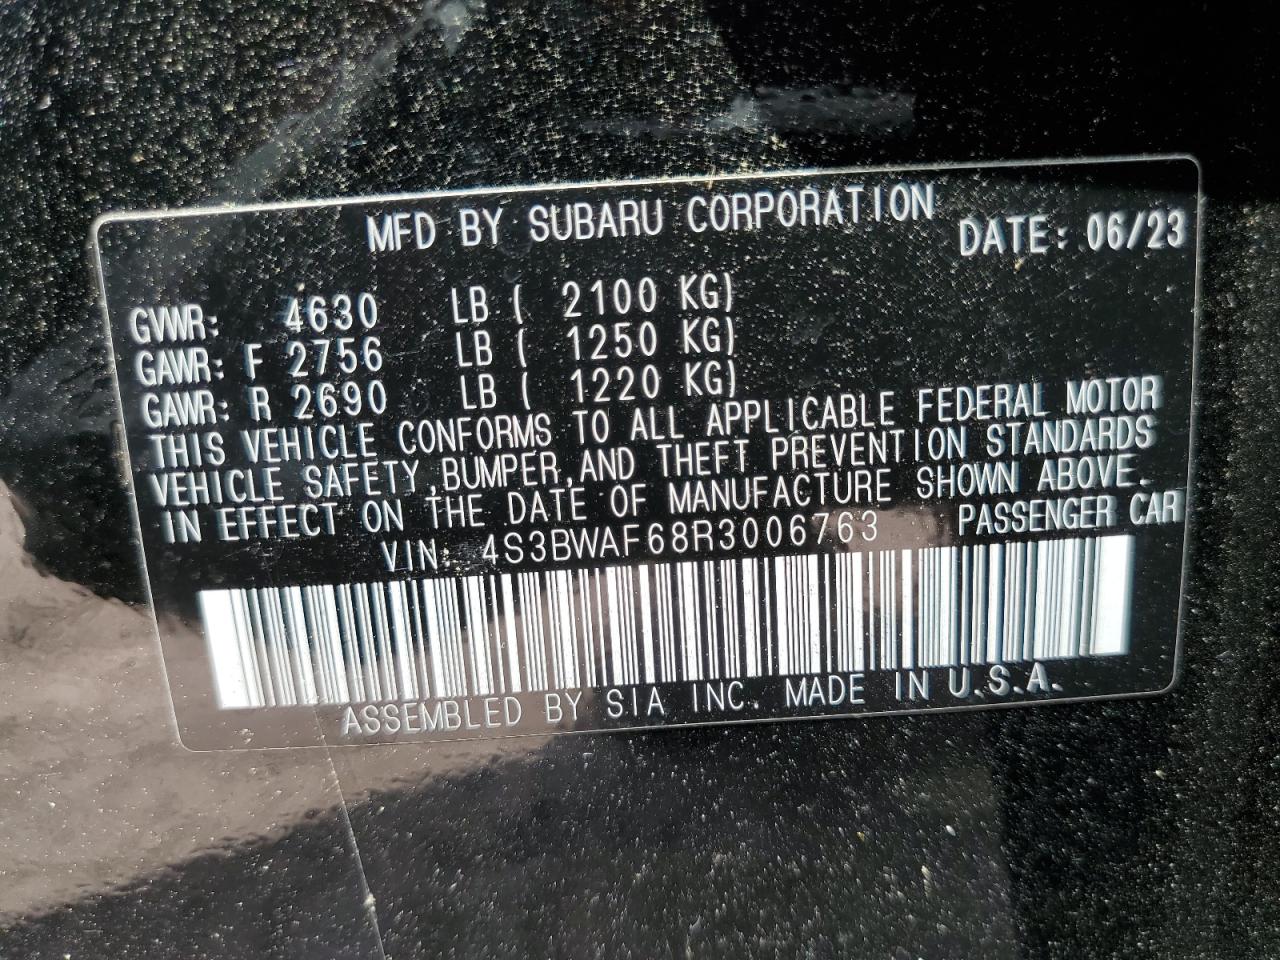 MFD BY SUBARU CORPORATION DATE: 06/23
GVWR: 4630 LB ( 2100 KG)
GAWR: F 2756 LB ( 1250 KG)
GAWR: R 2690 LB ( 1220 KG)
THIS VEHICLE CONFORMS TO ALL APPLICABLE FEDERAL MOTOR
VEHICLE SAFETY,BUMPER,AND THEFT PREVENTION STANDARDS
IN EFFECT ON THE DATE OF MANUFACTURE SHOWN ABOVE.
VIN: 4S3BWAF68R3006763 PASSENGER CAR
ASSEMBLED BY SIA INC. MADE IN U.S.A.